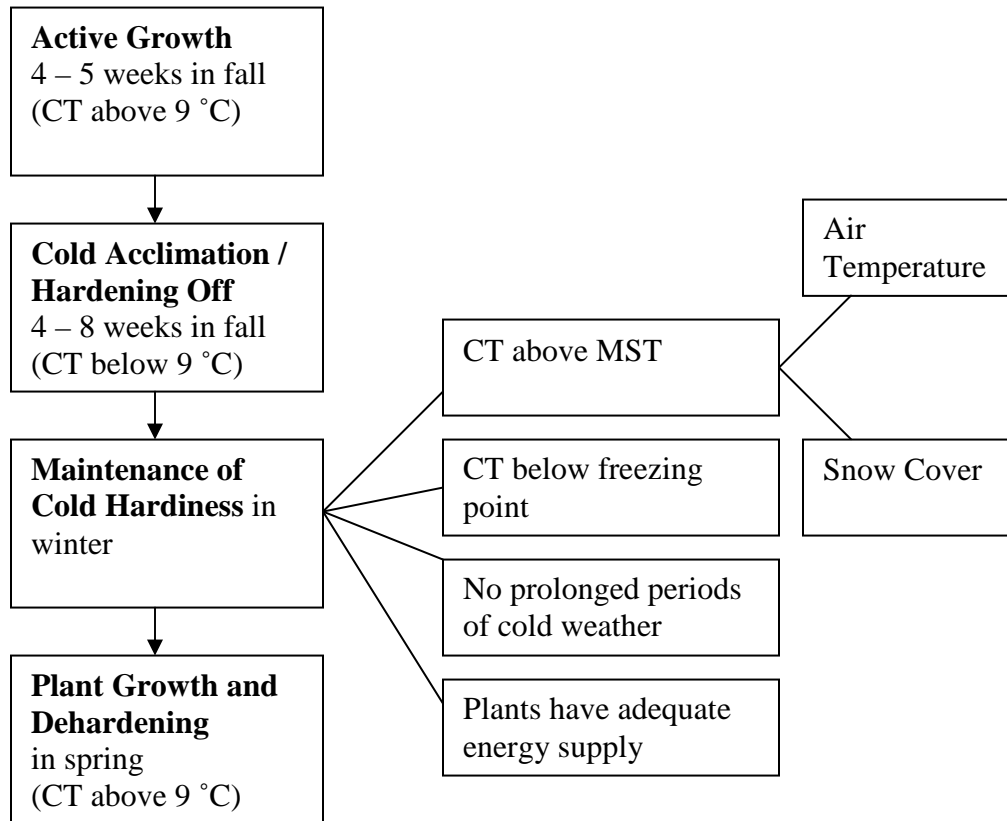 Active Growth
4 – 5 weeks in fall
(CT above 9 ˚C)
Cold Acclimation /
Hardening Off
4 – 8 weeks in fall
(CT below 9 ˚C)
Maintenance of
Cold Hardiness in
winter
Plant Growth and
Dehardening
in spring
(CT above 9 ˚C)
CT above MST
CT below freezing
point
No prolonged periods
of cold weather
Plants have adequate
energy supply
Air
Temperature
Snow Cover